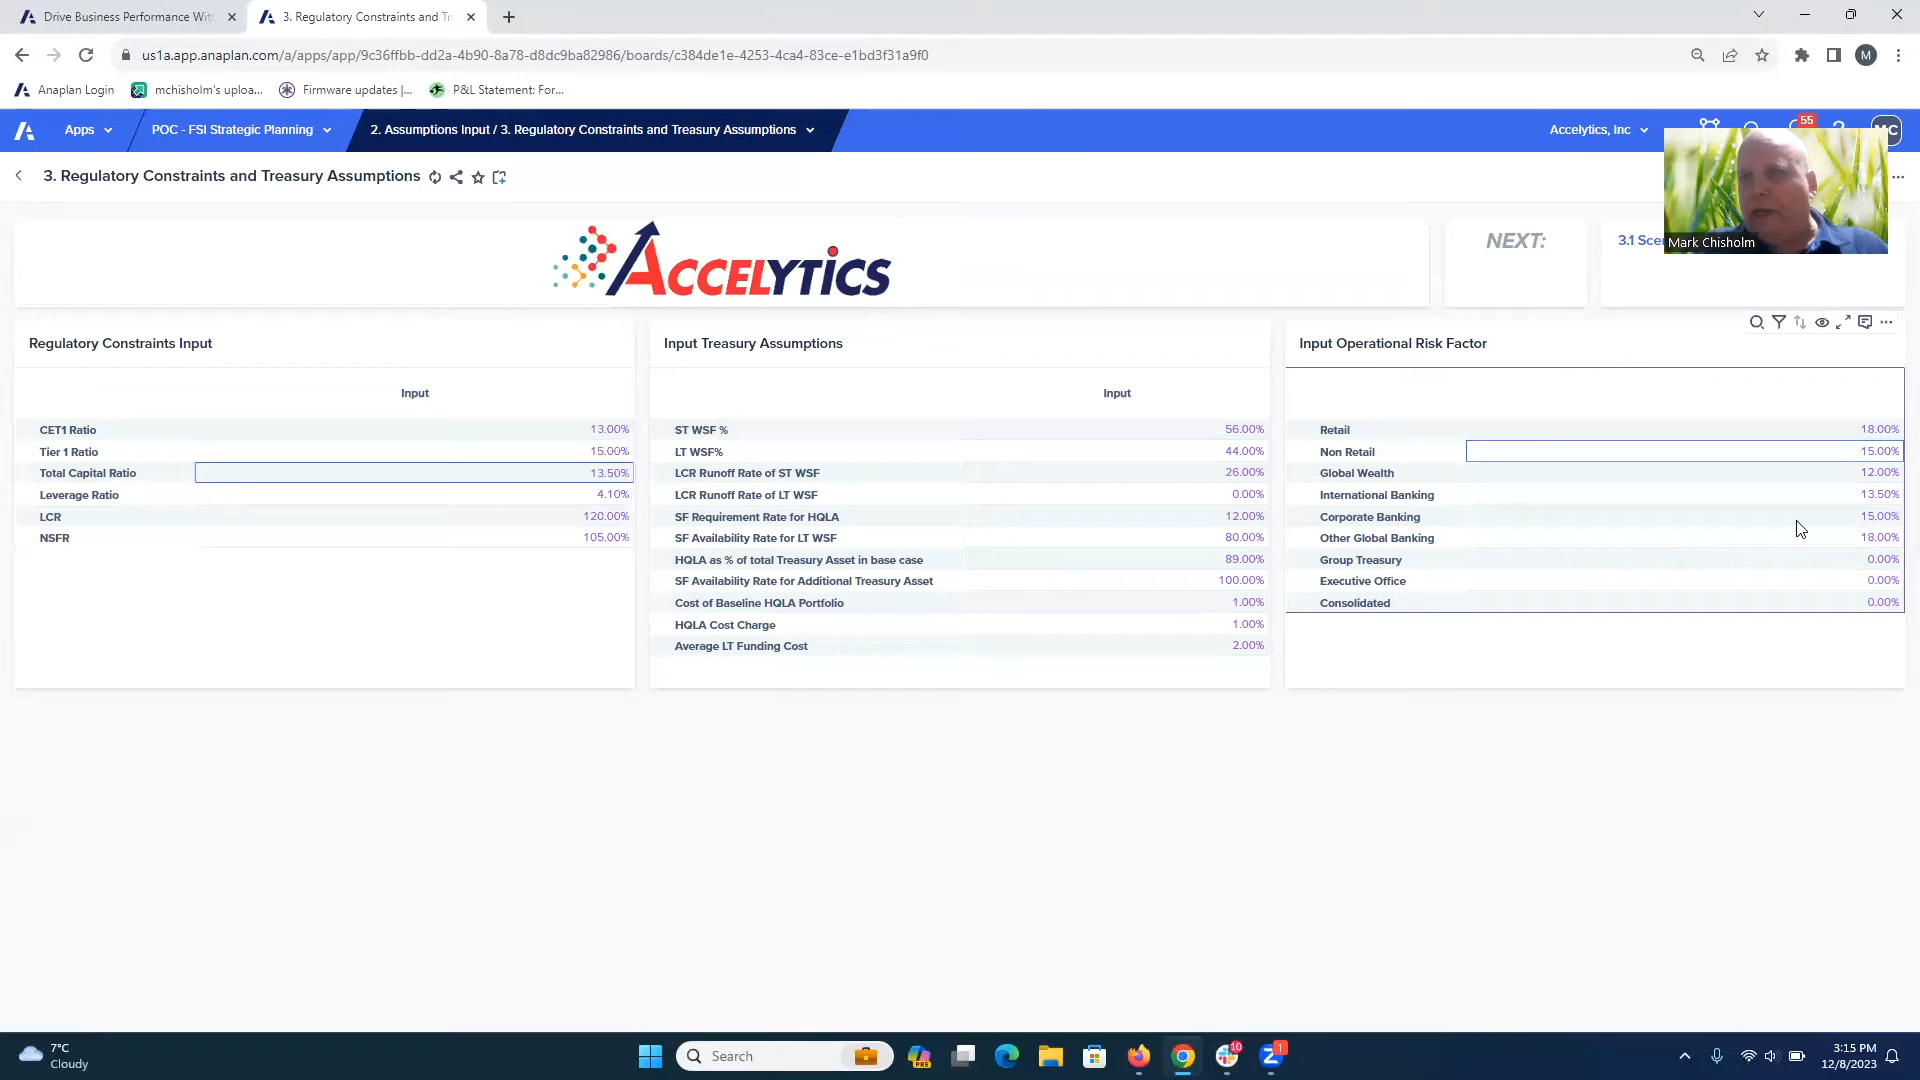 Drive Business Performance Wit
3. Regulatory Constraints and Tr
us1a.app.anaplan.com/a/apps/app/9c36ffbb-dd2a-4b90-8a78-d8dc9ba82986/boards/c384de1e-4253-4ca4-83ce-e1bd3f31a9f0
M
Anaplan Login
mchisholm's uploa...
Firmware updates |...
P&L Statement: For...
Apps
POC - FSI Strategic Planning
2. Assumptions Input / 3. Regulatory Constraints and Treasury Assumptions
Accelytics, Inc
55
MC
3. Regulatory Constraints and Treasury Assumptions
ACCELYTICS
NEXT:
3.1 Sce
Mark Chisholm
Regulatory Constraints Input
Input
CET1 Ratio 13.00%
Tier 1 Ratio 15.00%
Total Capital Ratio 13.50%
Leverage Ratio 4.10%
LCR 120.00%
NSFR 105.00%
Input Treasury Assumptions
Input
ST WSF % 56.00%
LT WSF% 44.00%
LCR Runoff Rate of ST WSF 26.00%
LCR Runoff Rate of LT WSF 0.00%
SF Requirement Rate for HQLA 12.00%
SF Availability Rate for LT WSF 80.00%
HQLA as % of total Treasury Asset in base case 89.00%
SF Availability Rate for Additional Treasury Asset 100.00%
Cost of Baseline HQLA Portfolio 1.00%
HQLA Cost Charge 1.00%
Average LT Funding Cost 2.00%
Input Operational Risk Factor
Retail 18.00%
Non Retail 15.00%
Global Wealth 12.00%
International Banking 13.50%
Corporate Banking 15.00%
Other Global Banking 18.00%
Group Treasury 0.00%
Executive Office 0.00%
Consolidated 0.00%
7°C
Cloudy
Search
PRE
10
1
3:15 PM
12/8/2023